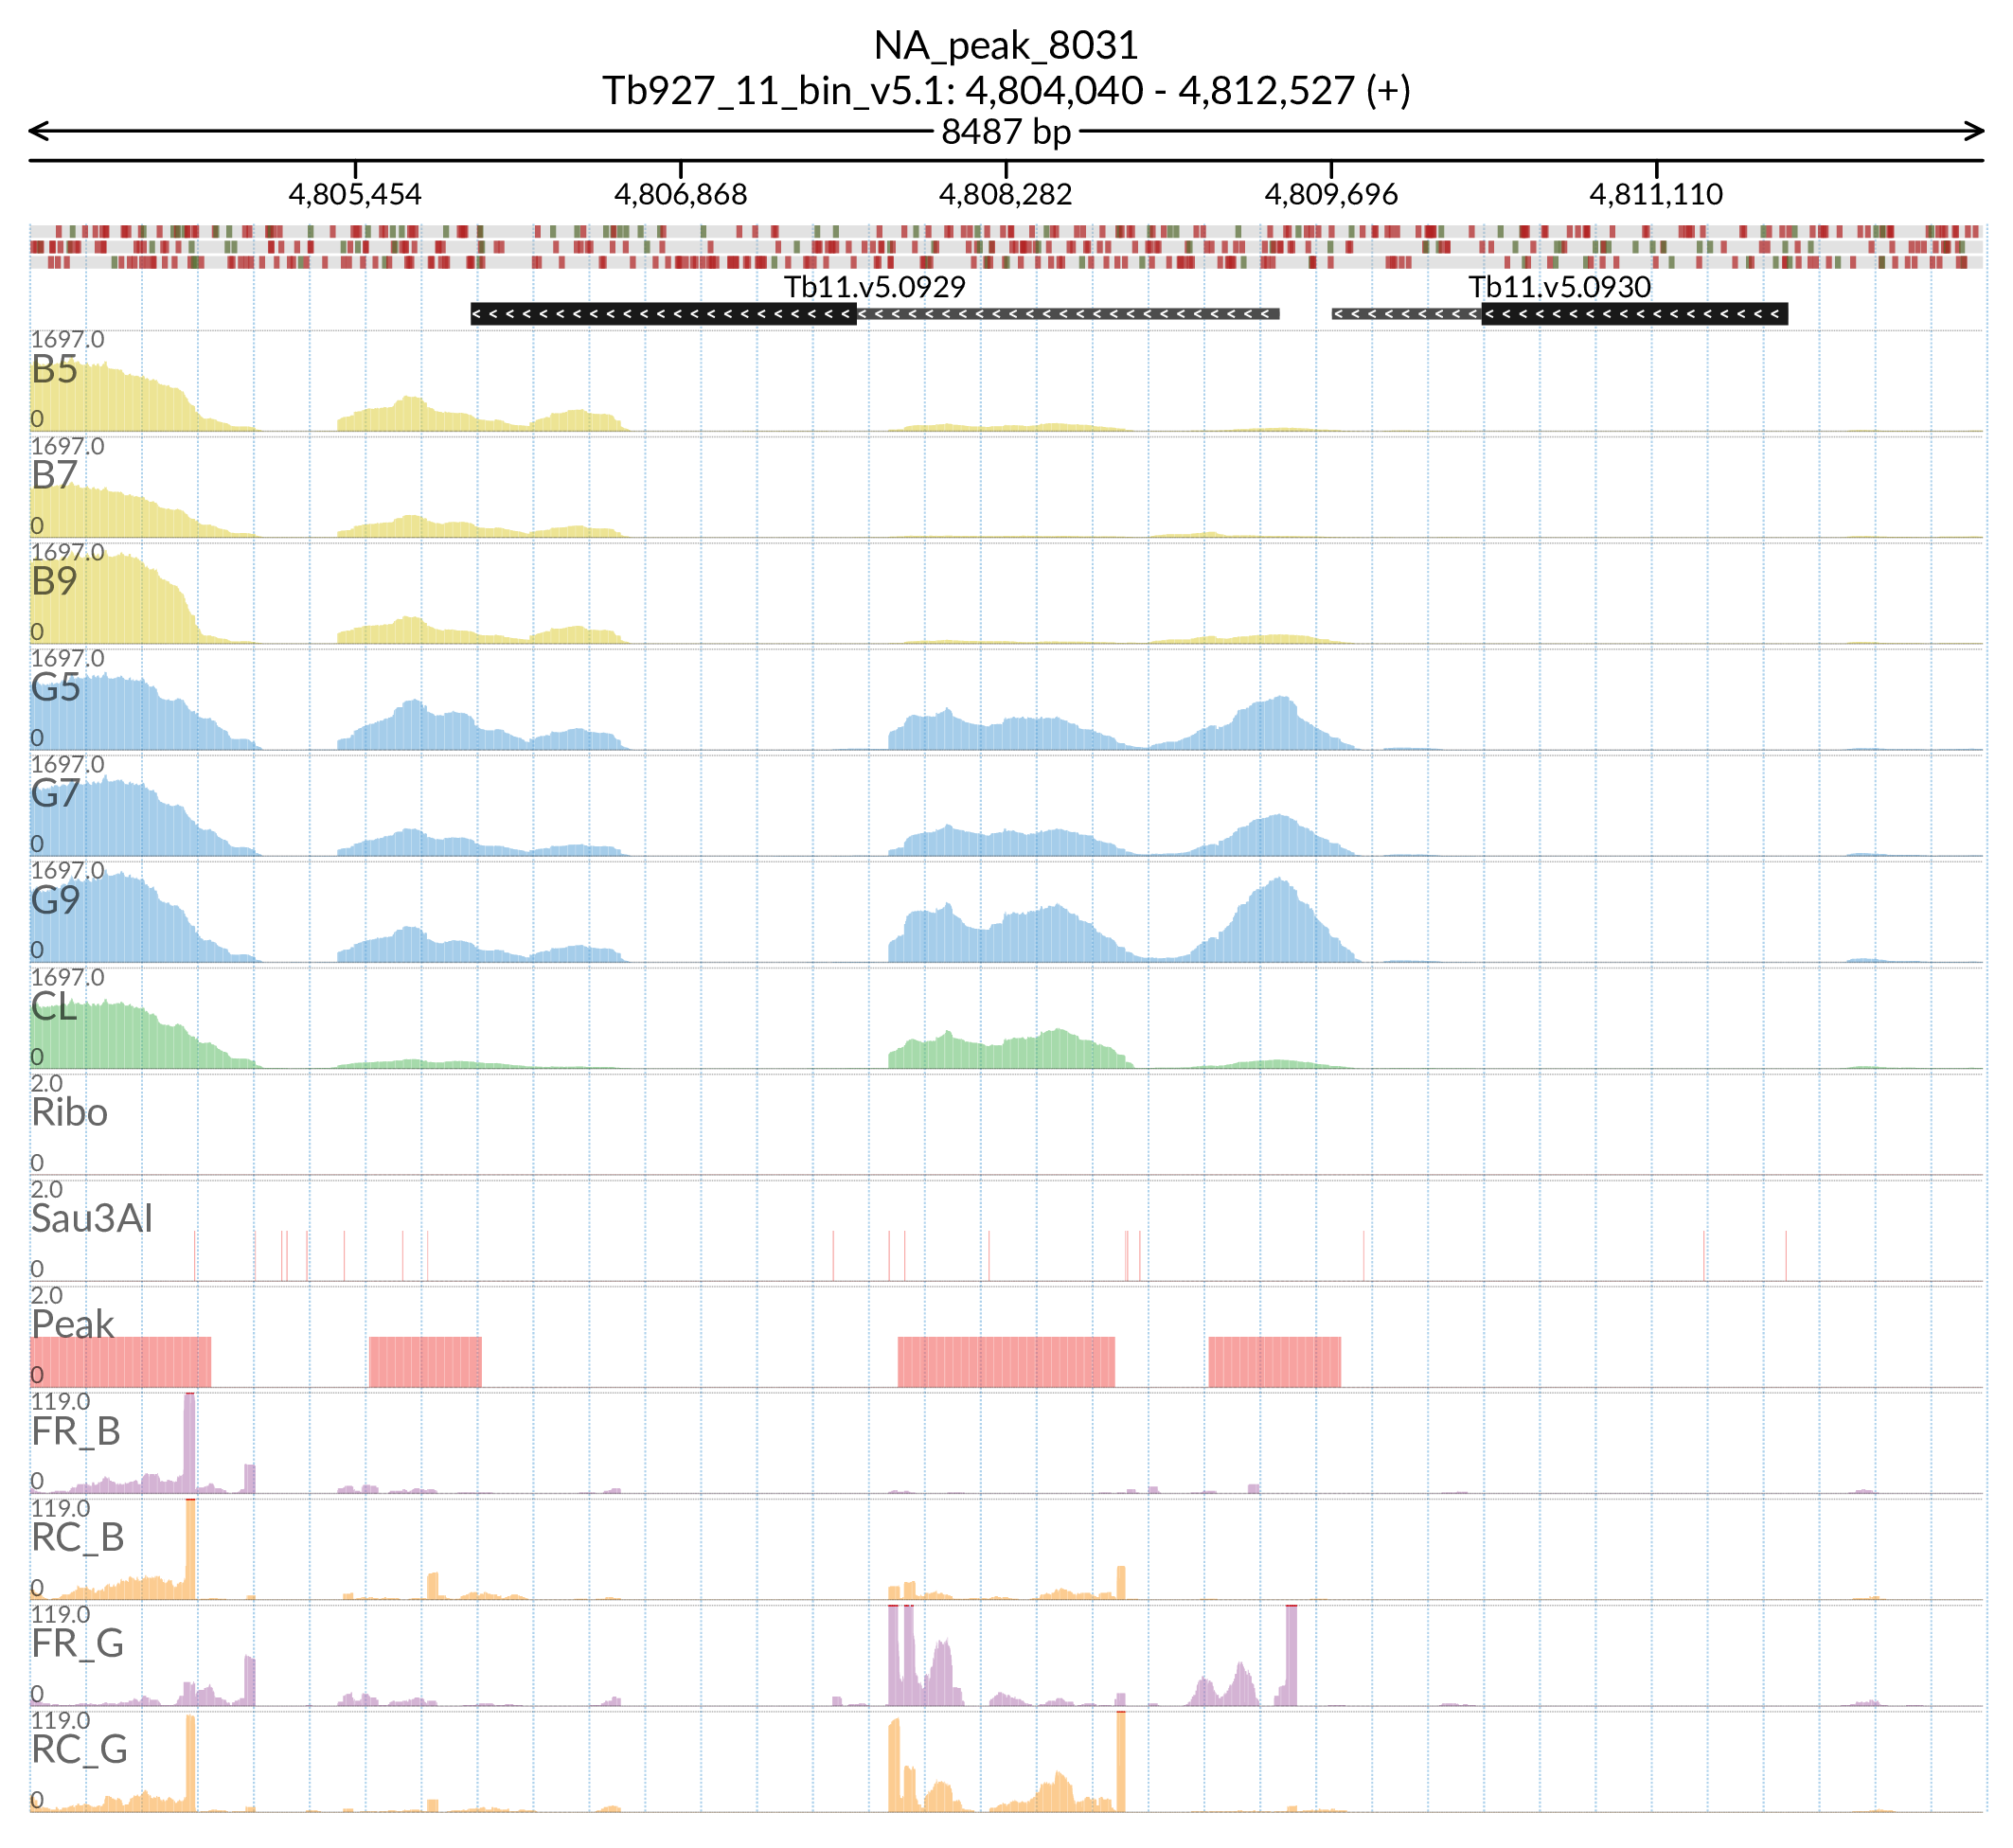 NA_peak_8031
Tb927_11_bin_v5.1: 4,804,040 - 4,812,527 (+)
8487 bp
4,805,454 4,806,868 4,808,282 4,809,696 4,811,110
Tb11.v5.0929 Tb11.v5.0930
1697.0
B5
0
1697.0
B7
0
1697.0
B9
0
1697.0
G5
0
1697.0
G7
0
1697.0
G9
0
1697.0
CL
0
2.0
Ribo
0
2.0
Sau3AI
0
2.0
Peak
0
119.0
FR_B
0
119.0
RC_B
0
119.0
FR_G
0
119.0
RC_G
0